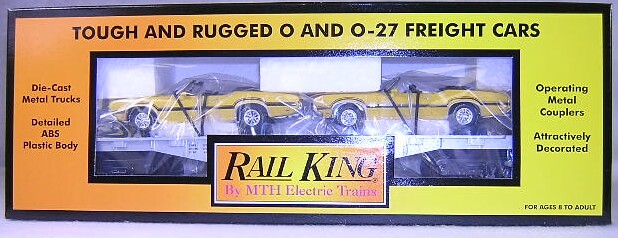 TOUGH AND RUGGED O AND O-27 FREIGHT CARS
Die-Cast
Metal Trucks
Detailed
ABS
Plastic Body
Operating
Metal
Couplers
Attractively
Decorated
RAIL KING®
By MTH Electric Trains
FOR AGES 8 TO ADULT